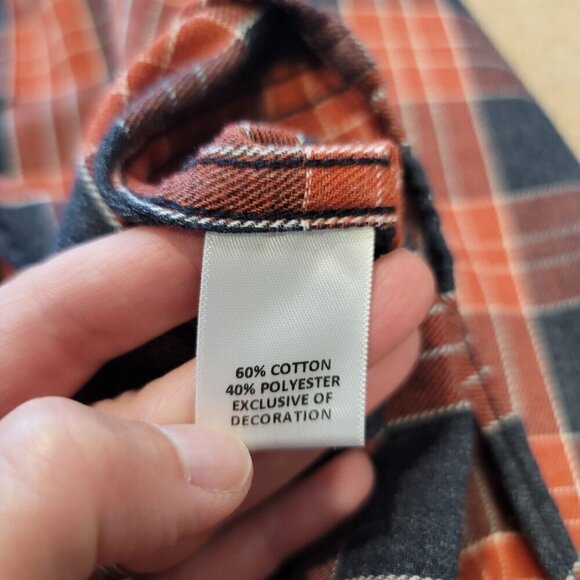 60% COTTON
40% POLYESTER
EXCLUSIVE OF
DECORATION